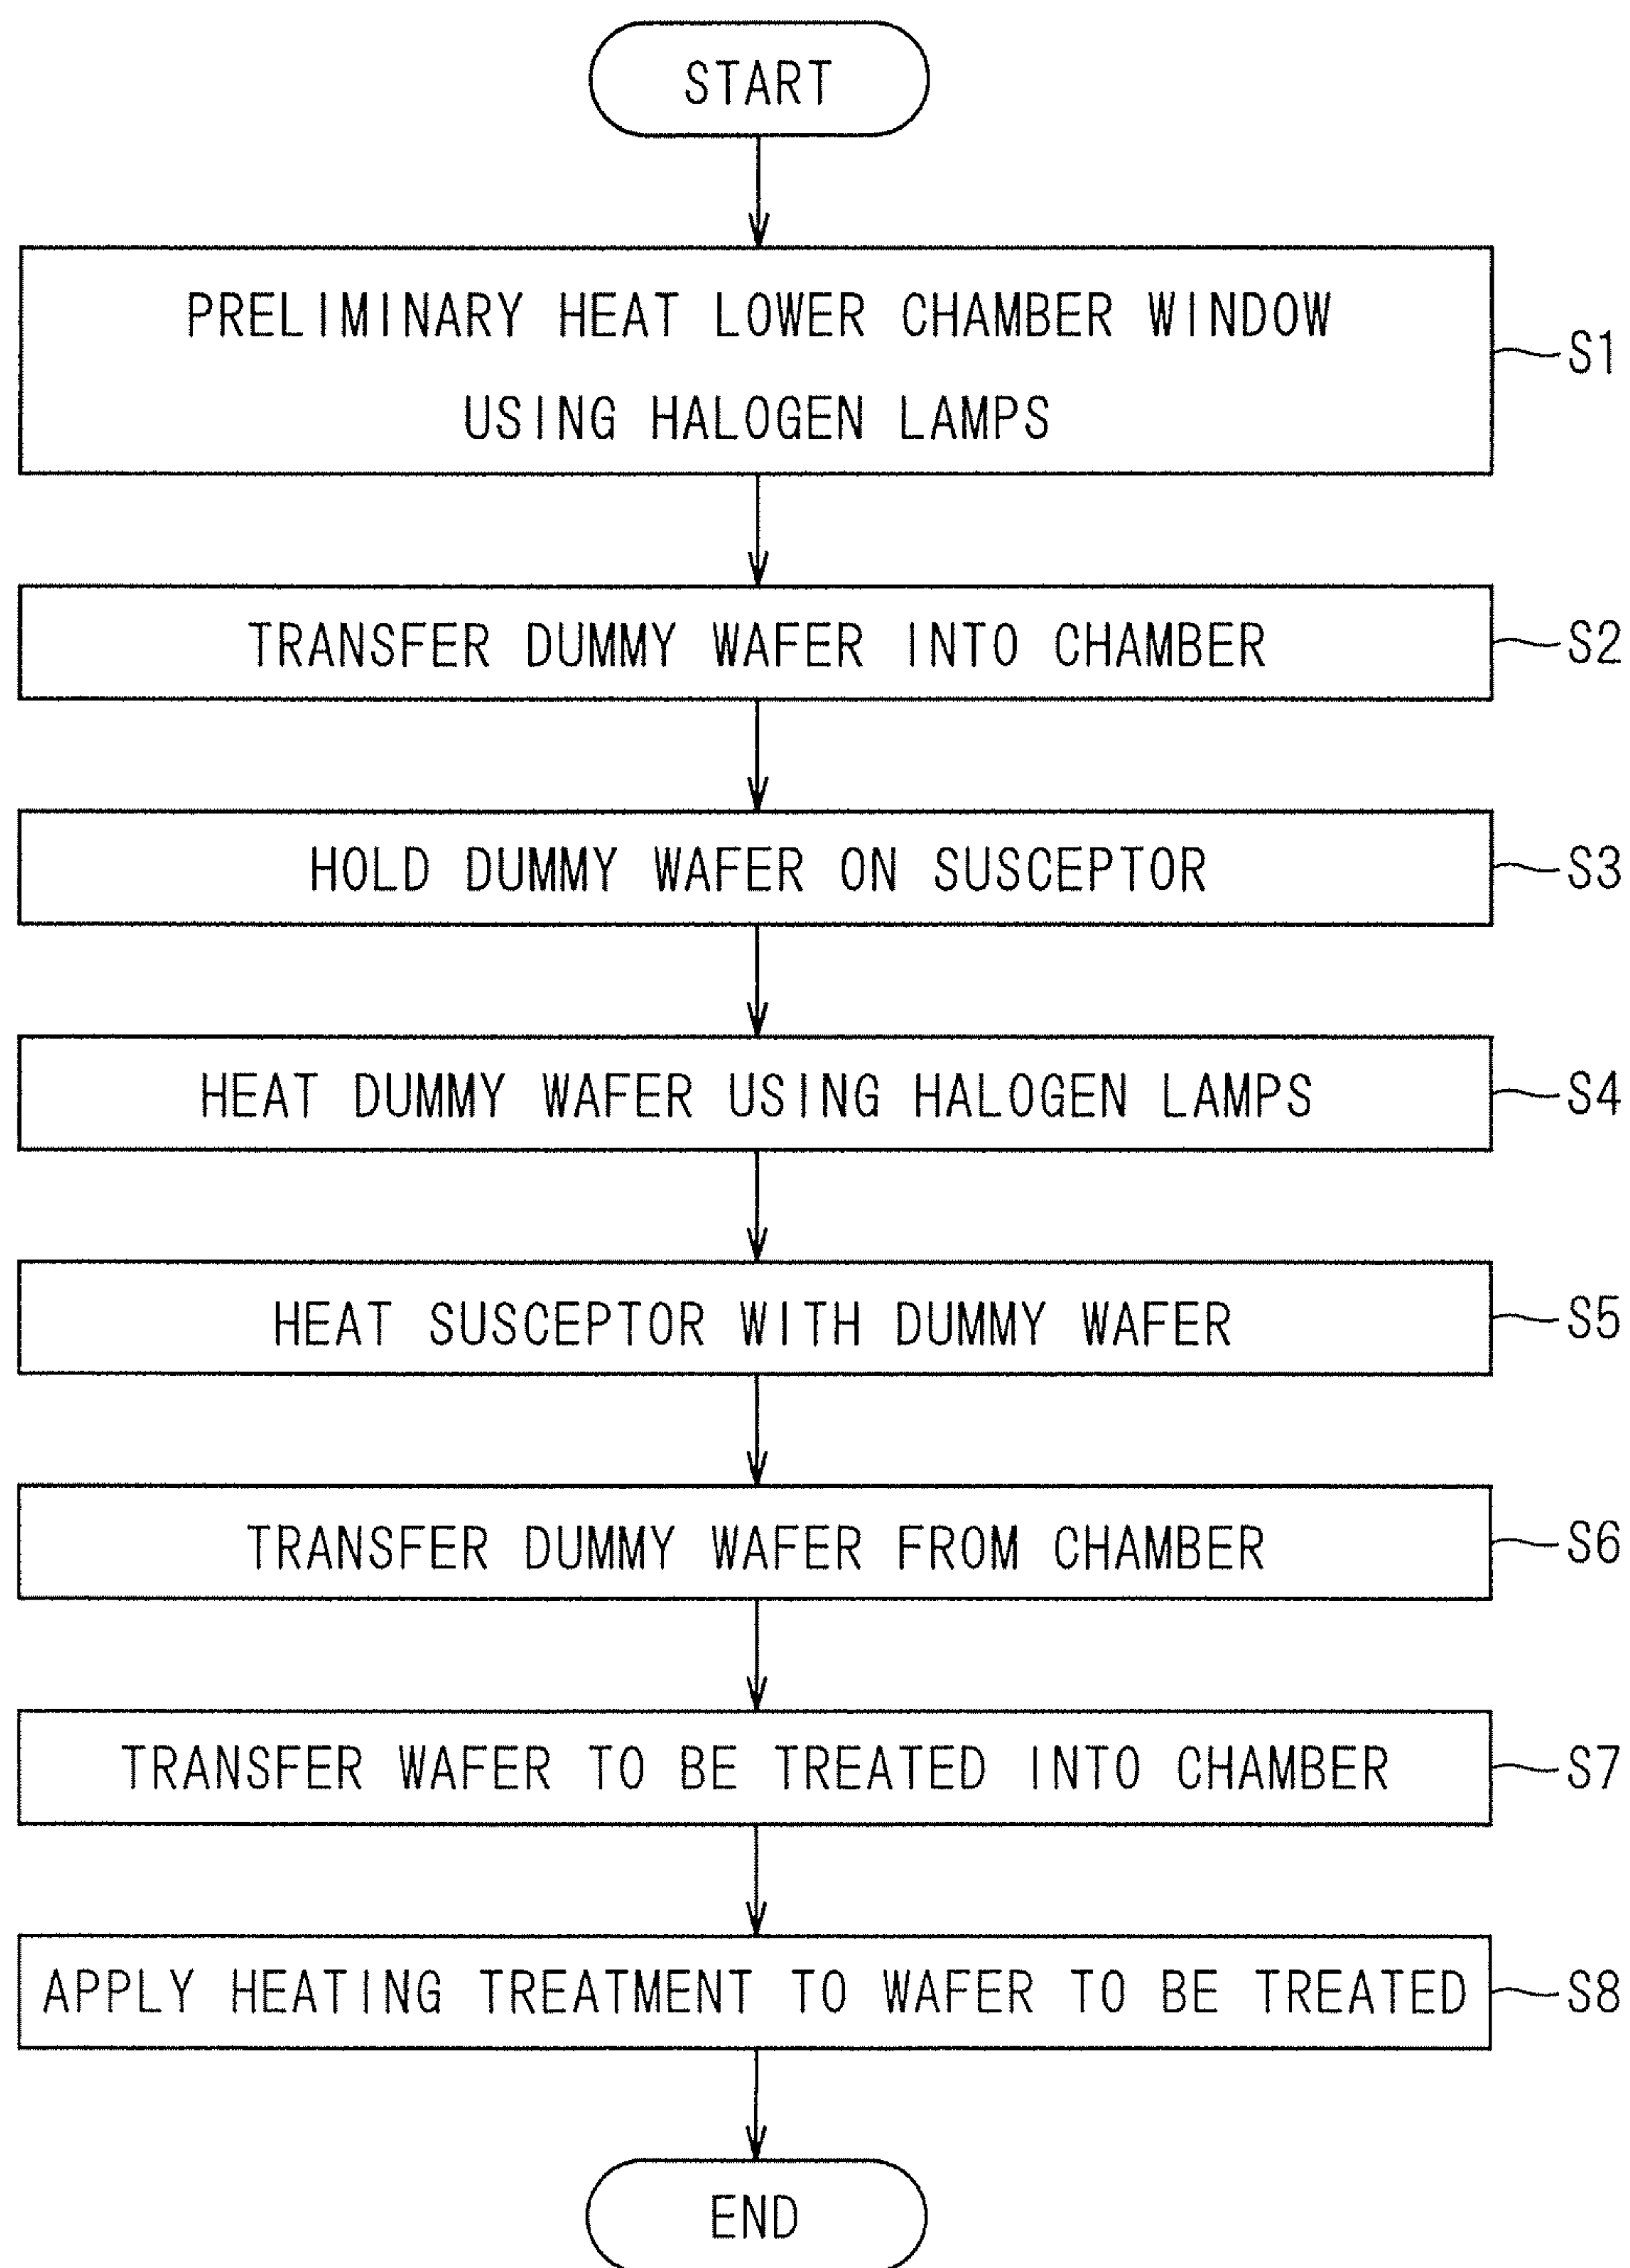 START
PRELIMINARY HEAT LOWER CHAMBER WINDOW
USING HALOGEN LAMPS
S1
TRANSFER DUMMY WAFER INTO CHAMBER
S2
HOLD DUMMY WAFER ON SUSCEPTOR
S3
HEAT DUMMY WAFER USING HALOGEN LAMPS
S4
HEAT SUSCEPTOR WITH DUMMY WAFER
S5
TRANSFER DUMMY WAFER FROM CHAMBER
S6
TRANSFER WAFER TO BE TREATED INTO CHAMBER
S7
APPLY HEATING TREATMENT TO WAFER TO BE TREATED
S8
END